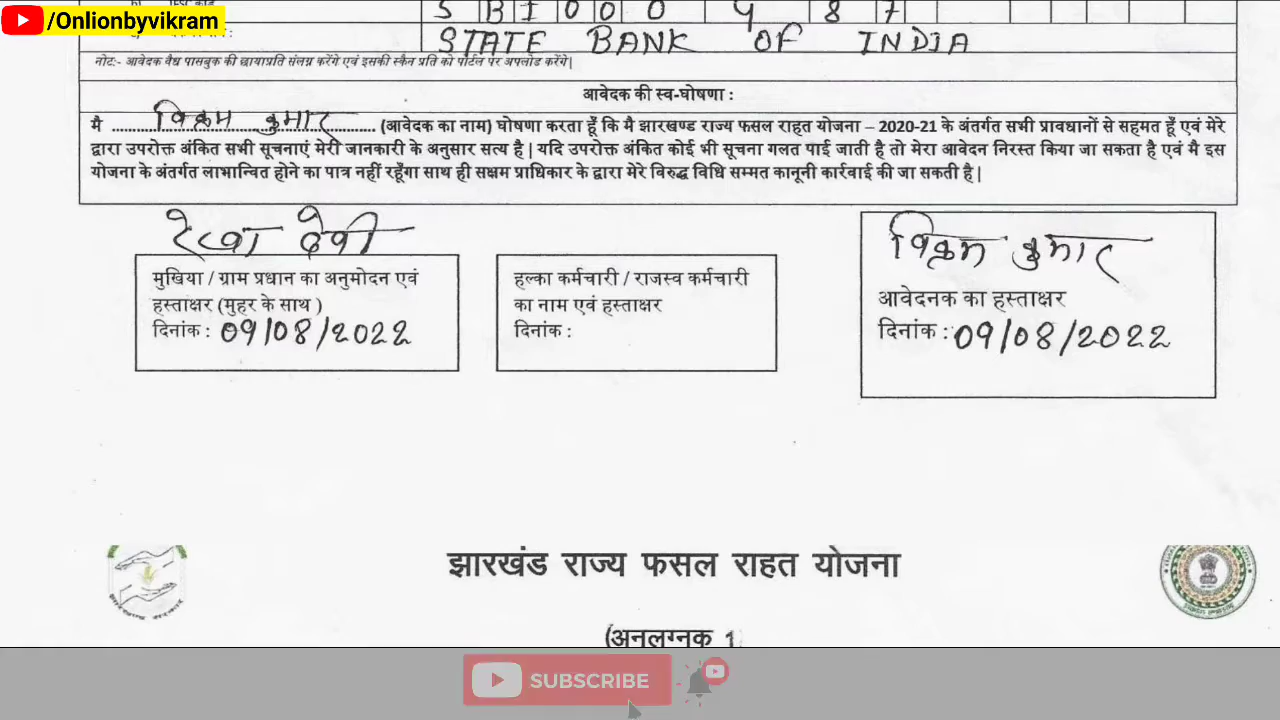 /Onlionbyvikram
S B I 0 0 0 4 8 7
STATE BANK OF INDIA
नोट:- आवेदक बैंक पासबुक की छायाप्रति संलग्न करेंगे एवं इसकी स्कैन प्रति को पोर्टल पर अपलोड करेंगे|
आवेदक की स्व-घोषणा :
मै विक्रम कुमार (आवेदक का नाम) घोषणा करता हूँ कि मै झारखण्ड राज्य फसल राहत योजना – 2020-21 के अंतर्गत सभी प्रावधानों से सहमत हूँ एवं मेरे
द्वारा उपरोक्त अंकित सभी सूचनाएं मेरी जानकारी के अनुसार सत्य है | यदि उपरोक्त अंकित कोई भी सूचना गलत पाई जाती है तो मेरा आवेदन निरस्त किया जा सकता है एवं मै इस
योजना के अंतर्गत लाभान्वित होने का पात्र नहीं रहूँगा साथ ही सक्षम प्राधिकार के द्वारा मेरे विरुद्ध विधि सम्मत कानूनी कार्रवाई की जा सकती है |
रेखा देवी
मुखिया / ग्राम प्रधान का अनुमोदन एवं
हस्ताक्षर (मुहर के साथ )
दिनांक : 09/08/2022
हल्का कर्मचारी / राजस्व कर्मचारी
का नाम एवं हस्ताक्षर
दिनांक :
विक्रम कुमार
आवेदनक का हस्ताक्षर
दिनांक : 09/08/2022
झारखंड राज्य फसल राहत योजना
(अनुलग्नक 1
SUBSCRIBE